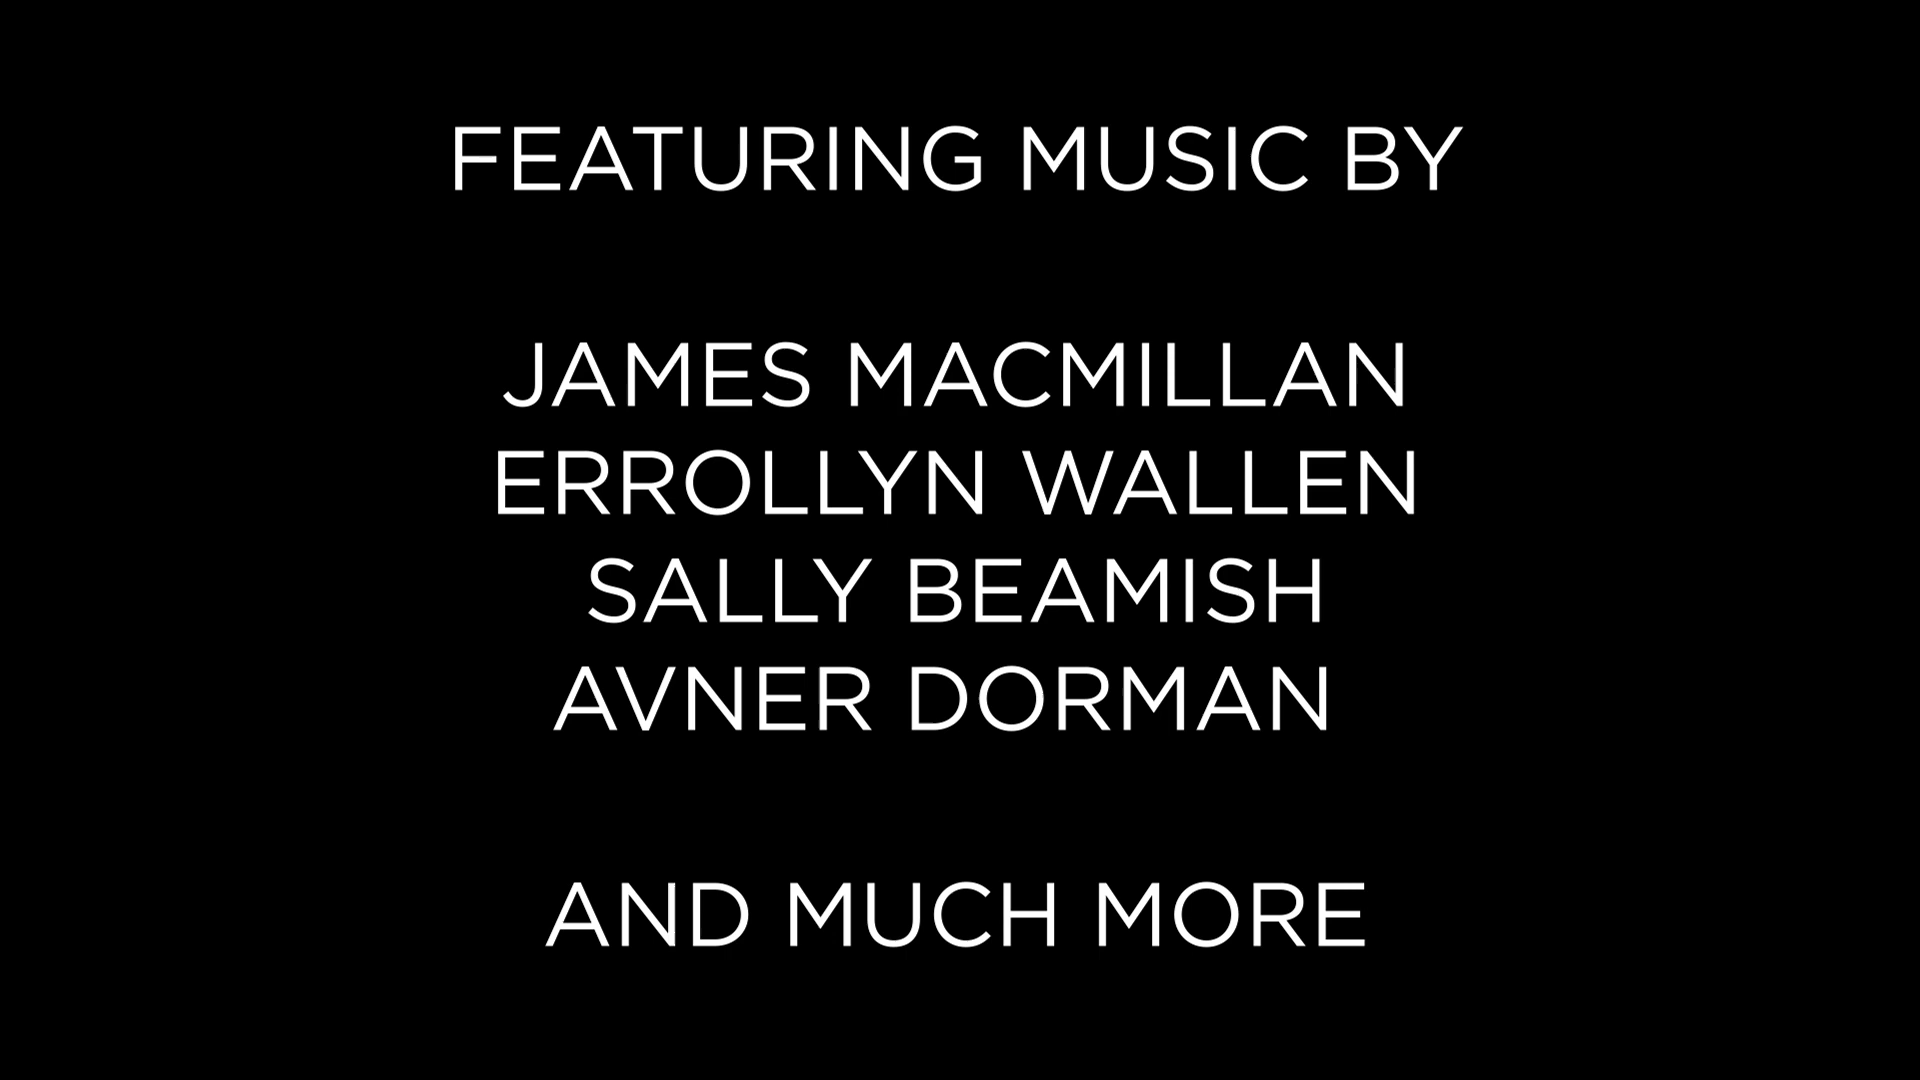 FEATURING MUSIC BY
JAMES MACMILLAN
ERROLLYN WALLEN
SALLY BEAMISH
AVNER DORMAN
AND MUCH MORE